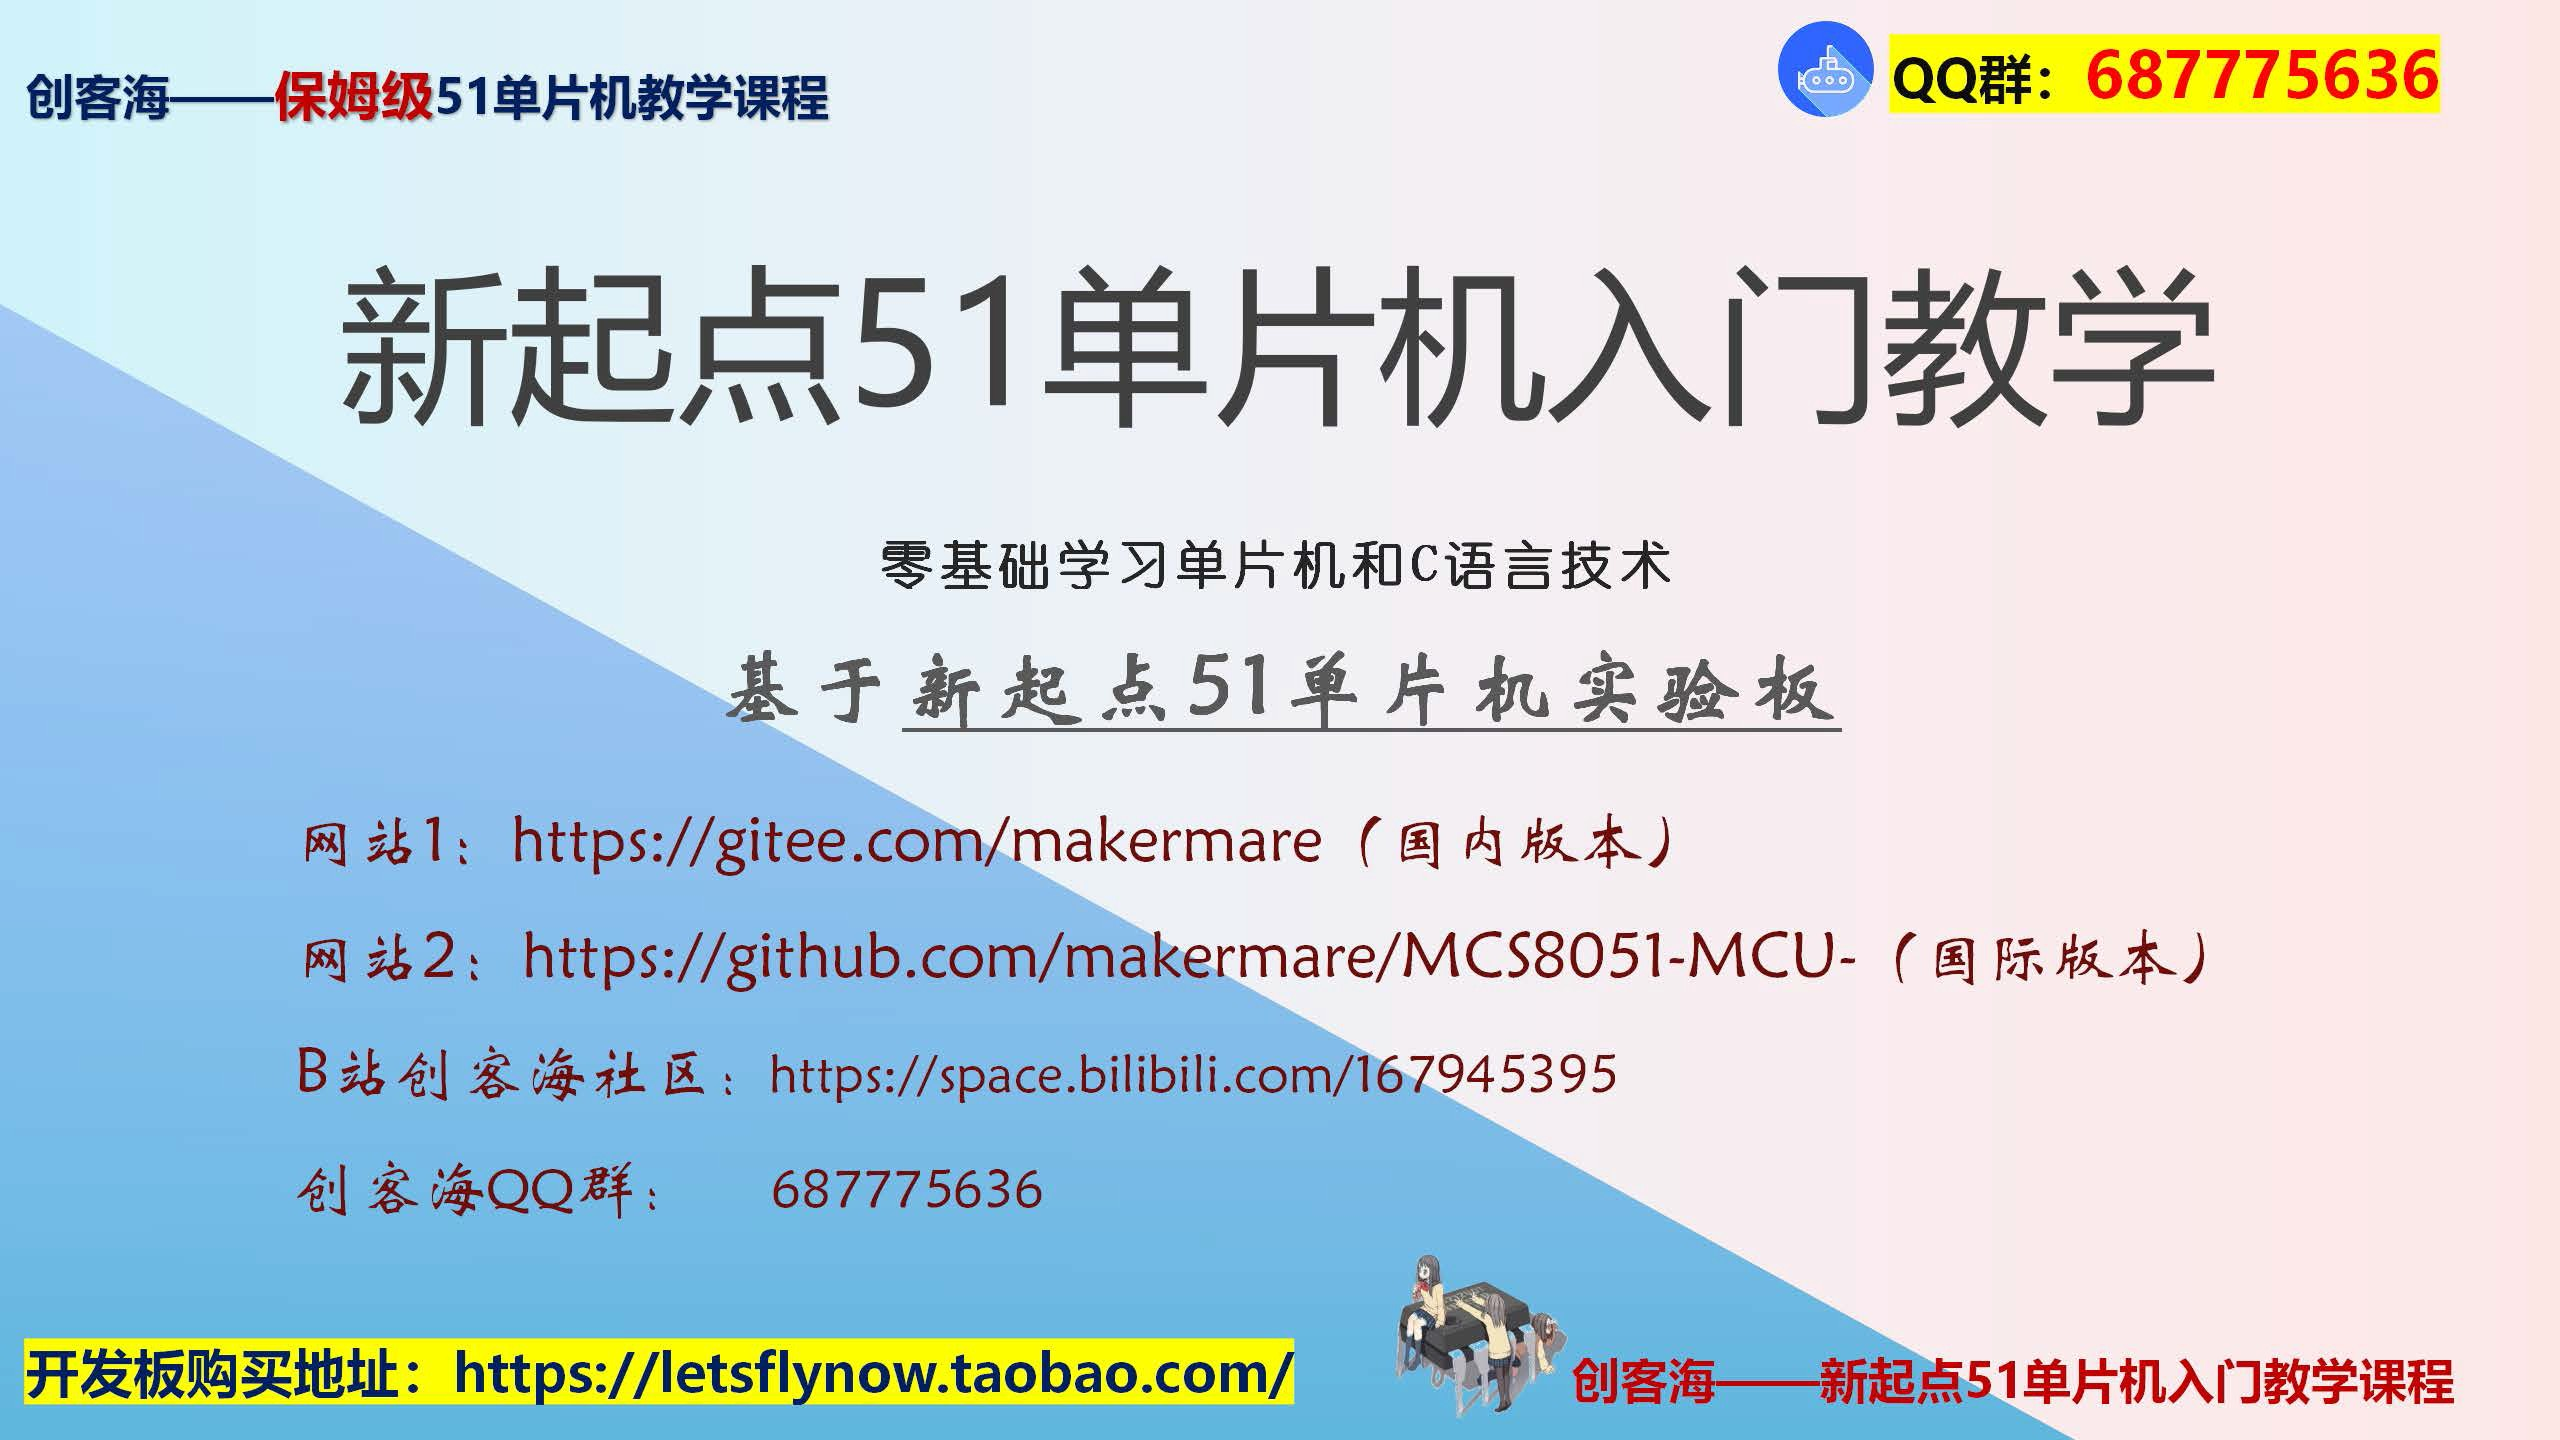 创客海——保姆级51单片机教学课程
QQ群：687775636
新起点51单片机入门教学
零基础学习单片机和C语言技术
基于新起点51单片机实验板
网站1：https://gitee.com/makermare（国内版本）
网站2：https://github.com/makermare/MCS8051-MCU-（国际版本）
B站创客海社区：https://space.bilibili.com/167945395
创客海QQ群： 687775636
开发板购买地址：https://letsflynow.taobao.com/
创客海——新起点51单片机入门教学课程